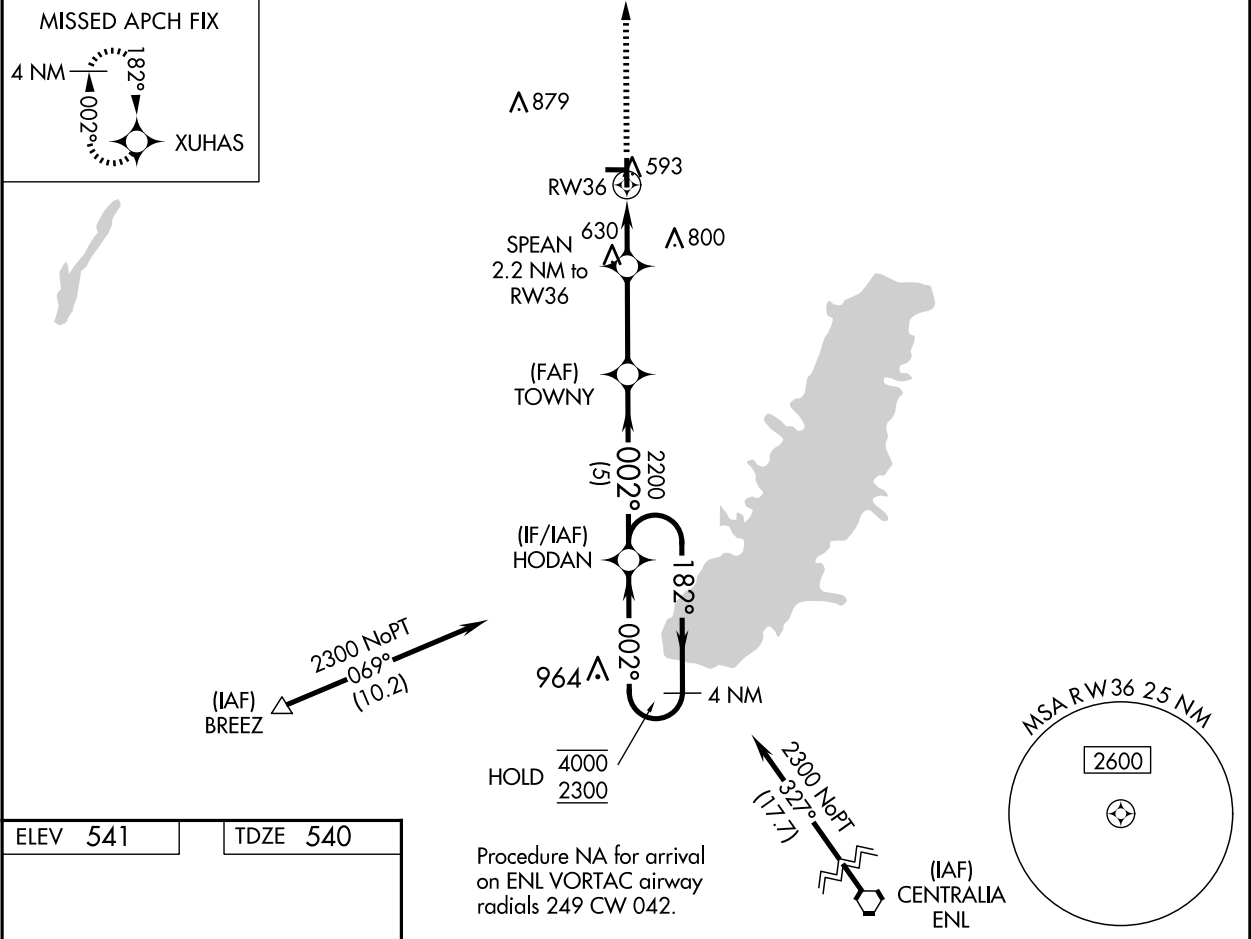 MISSED APCH FIX
4 NM
182°
002°
XUHAS
879
593
RW36
630
800
SPEAN
2.2 NM to
RW36
(FAF)
TOWNY
2200
002°
(5)
(IF/IAF)
HODAN
182°
002°
2300 NoPT
069°
(10.2)
(IAF)
BREEZ
964
4 NM
HOLD
4000
2300
2300 NoPT
327°
(17.7)
MSA RW36 25 NM
2600
ELEV 541
TDZE 540
Procedure NA for arrival
on ENL VORTAC airway
radials 249 CW 042.
(IAF)
CENTRALIA
ENL